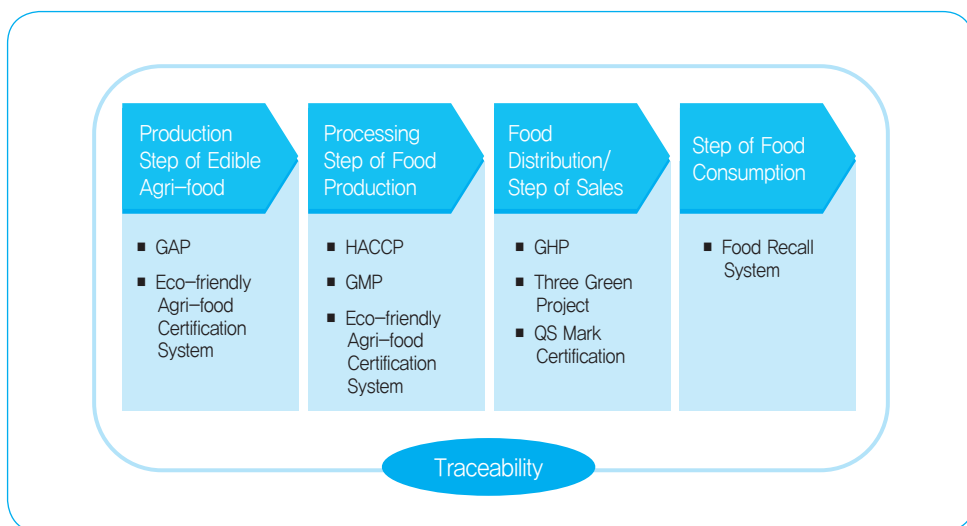 Production
Step of Edible
Agri-food
■ GAP
■ Eco-friendly
Agri-food
Certification
System
Processing
Step of Food
Production
■ HACCP
■ GMP
■ Eco-friendly
Agri-food
Certification
System
Food
Distribution/
Step of Sales
■ GHP
■ Three Green
Project
■ QS Mark
Certification
Step of Food
Consumption
■ Food Recall
System
Traceability